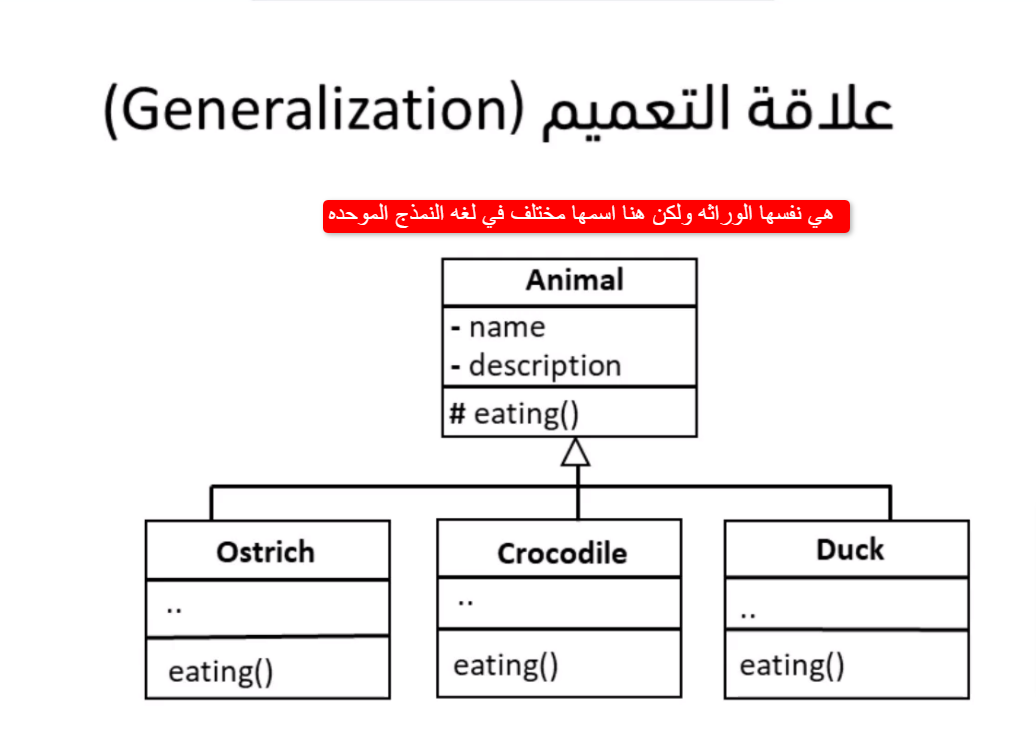 علاقة التعميم (Generalization)
هي نفسها الوراثه ولكن هنا اسمها مختلف في لغه النمذج الموحده
Animal
- name
- description
# eating()
Ostrich
..
eating()
Crocodile
..
eating()
Duck
..
eating()